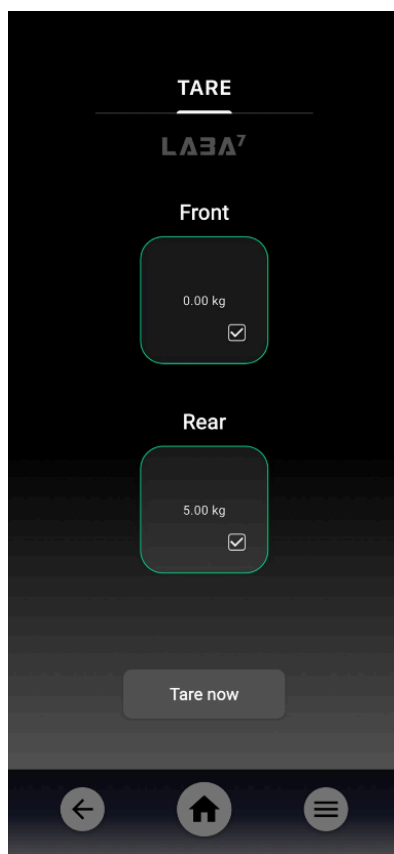 TARE
LABA7
Front
0.00 kg
Rear
5.00 kg
Tare now